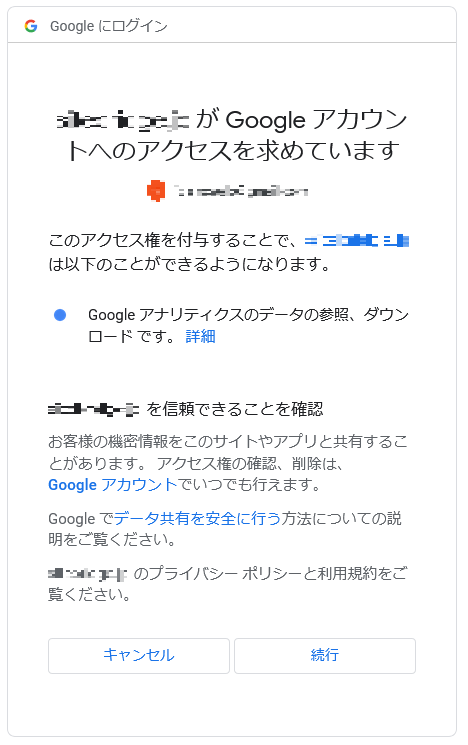 Google にログイン
が Google アカウン
トへのアクセスを求めています
このアクセス権を付与することで、
は以下のことができるようになります。
Google アナリティクスのデータの参照、ダウン
ロード です。 詳細
を信頼できることを確認
お客様の機密情報をこのサイトやアプリと共有するこ
とがあります。 アクセス権の確認、削除は、
Google アカウントでいつでも行えます。
Google でデータ共有を安全に行う方法についての説
明をご覧ください。
のプライバシー ポリシーと利用規約をご
覧ください。
キャンセル
続行